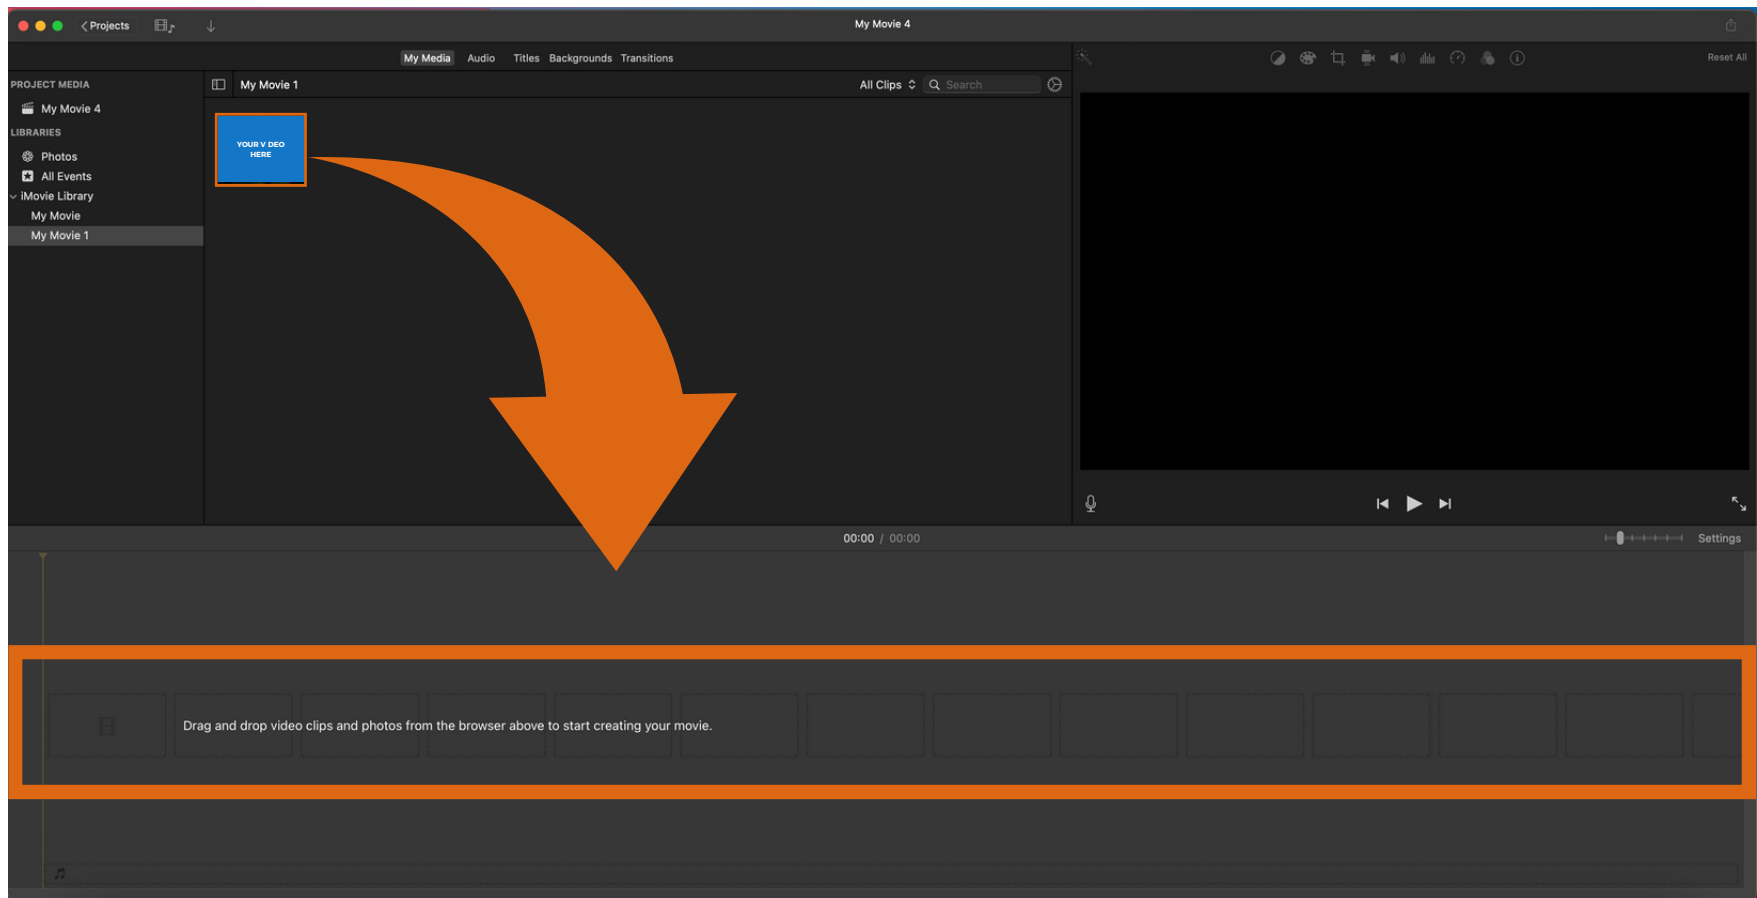 Projects
My Movie 4
My Media Audio Titles Backgrounds Transitions
Reset All
PROJECT MEDIA
My Movie 4
LIBRARIES
Photos
All Events
iMovie Library
My Movie
My Movie 1
My Movie 1
All Clips
Search
YOUR V DEO
HERE
00:00 / 00:00
Settings
Drag and drop video clips and photos from the browser above to start creating your movie.